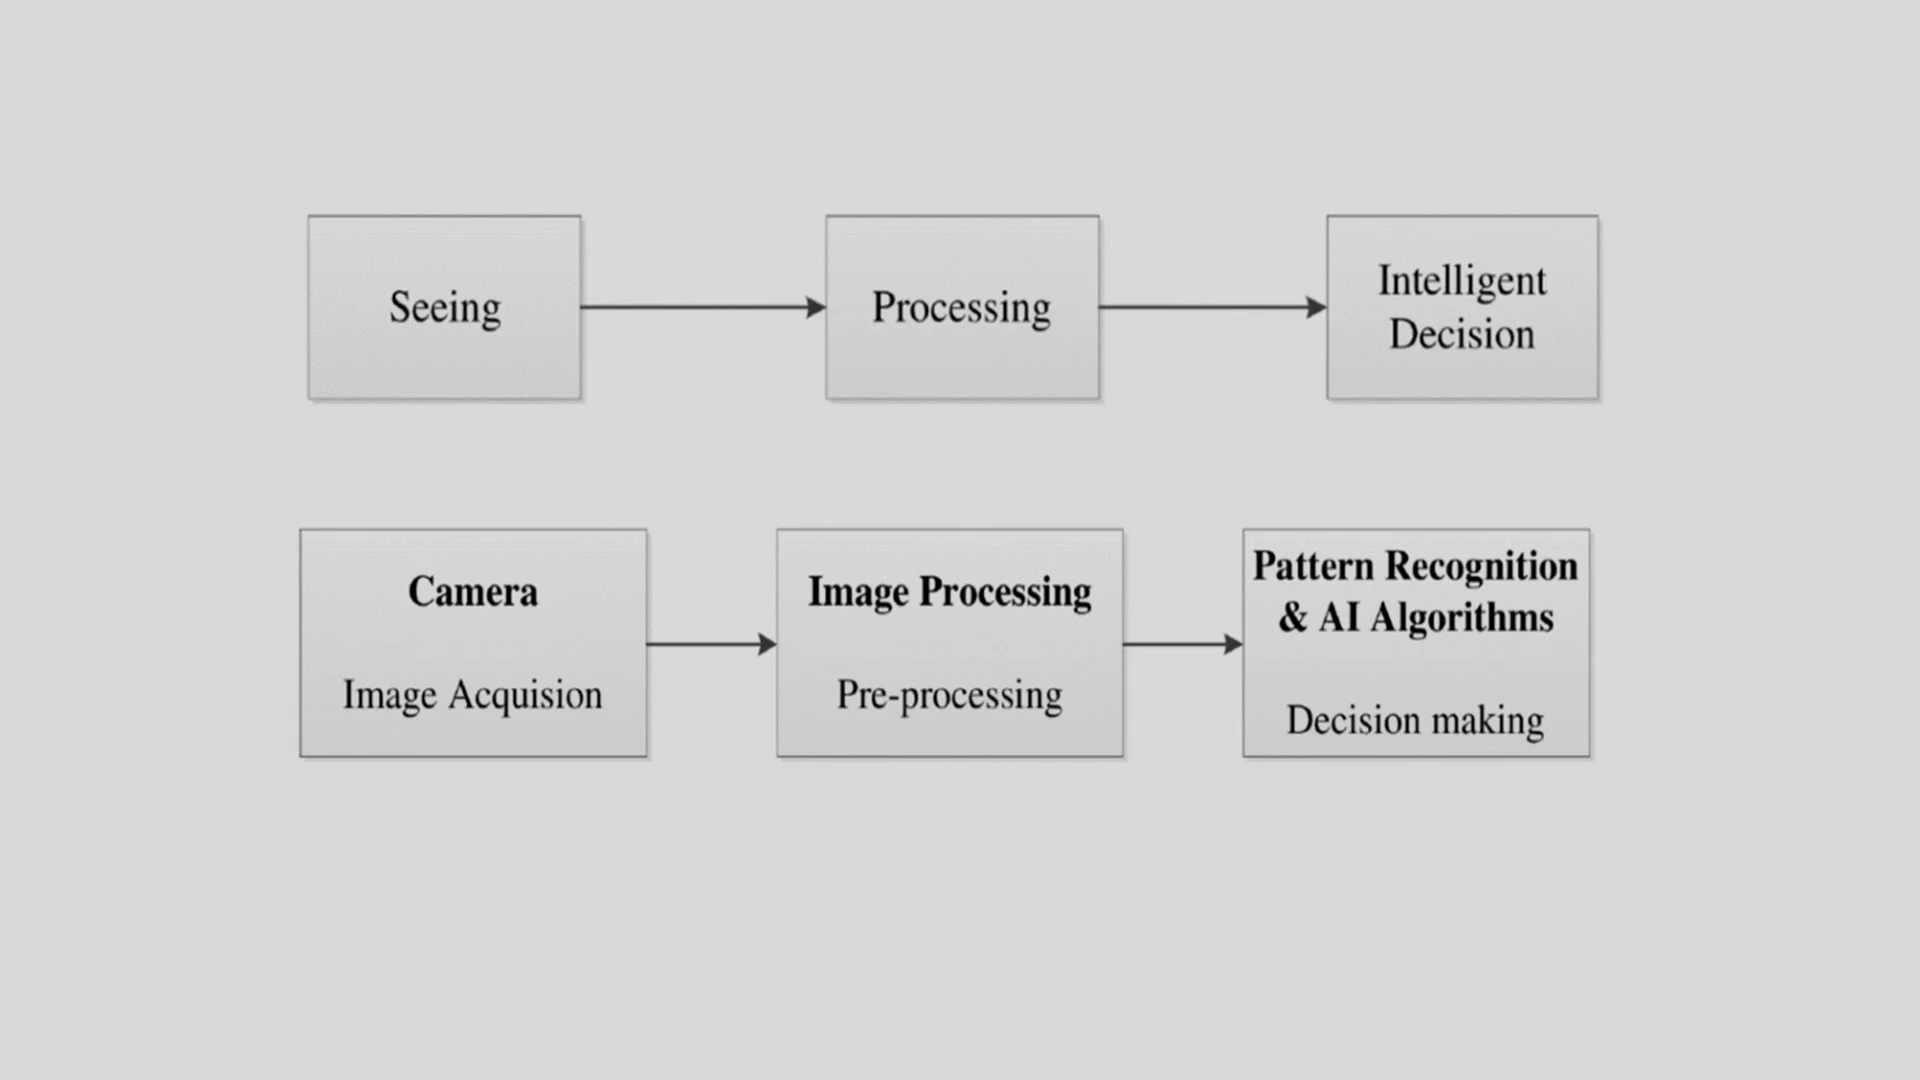 Seeing
Processing
Intelligent
Decision
Camera
Image Acquision
Image Processing
Pre-processing
Pattern Recognition
& AI Algorithms
Decision making